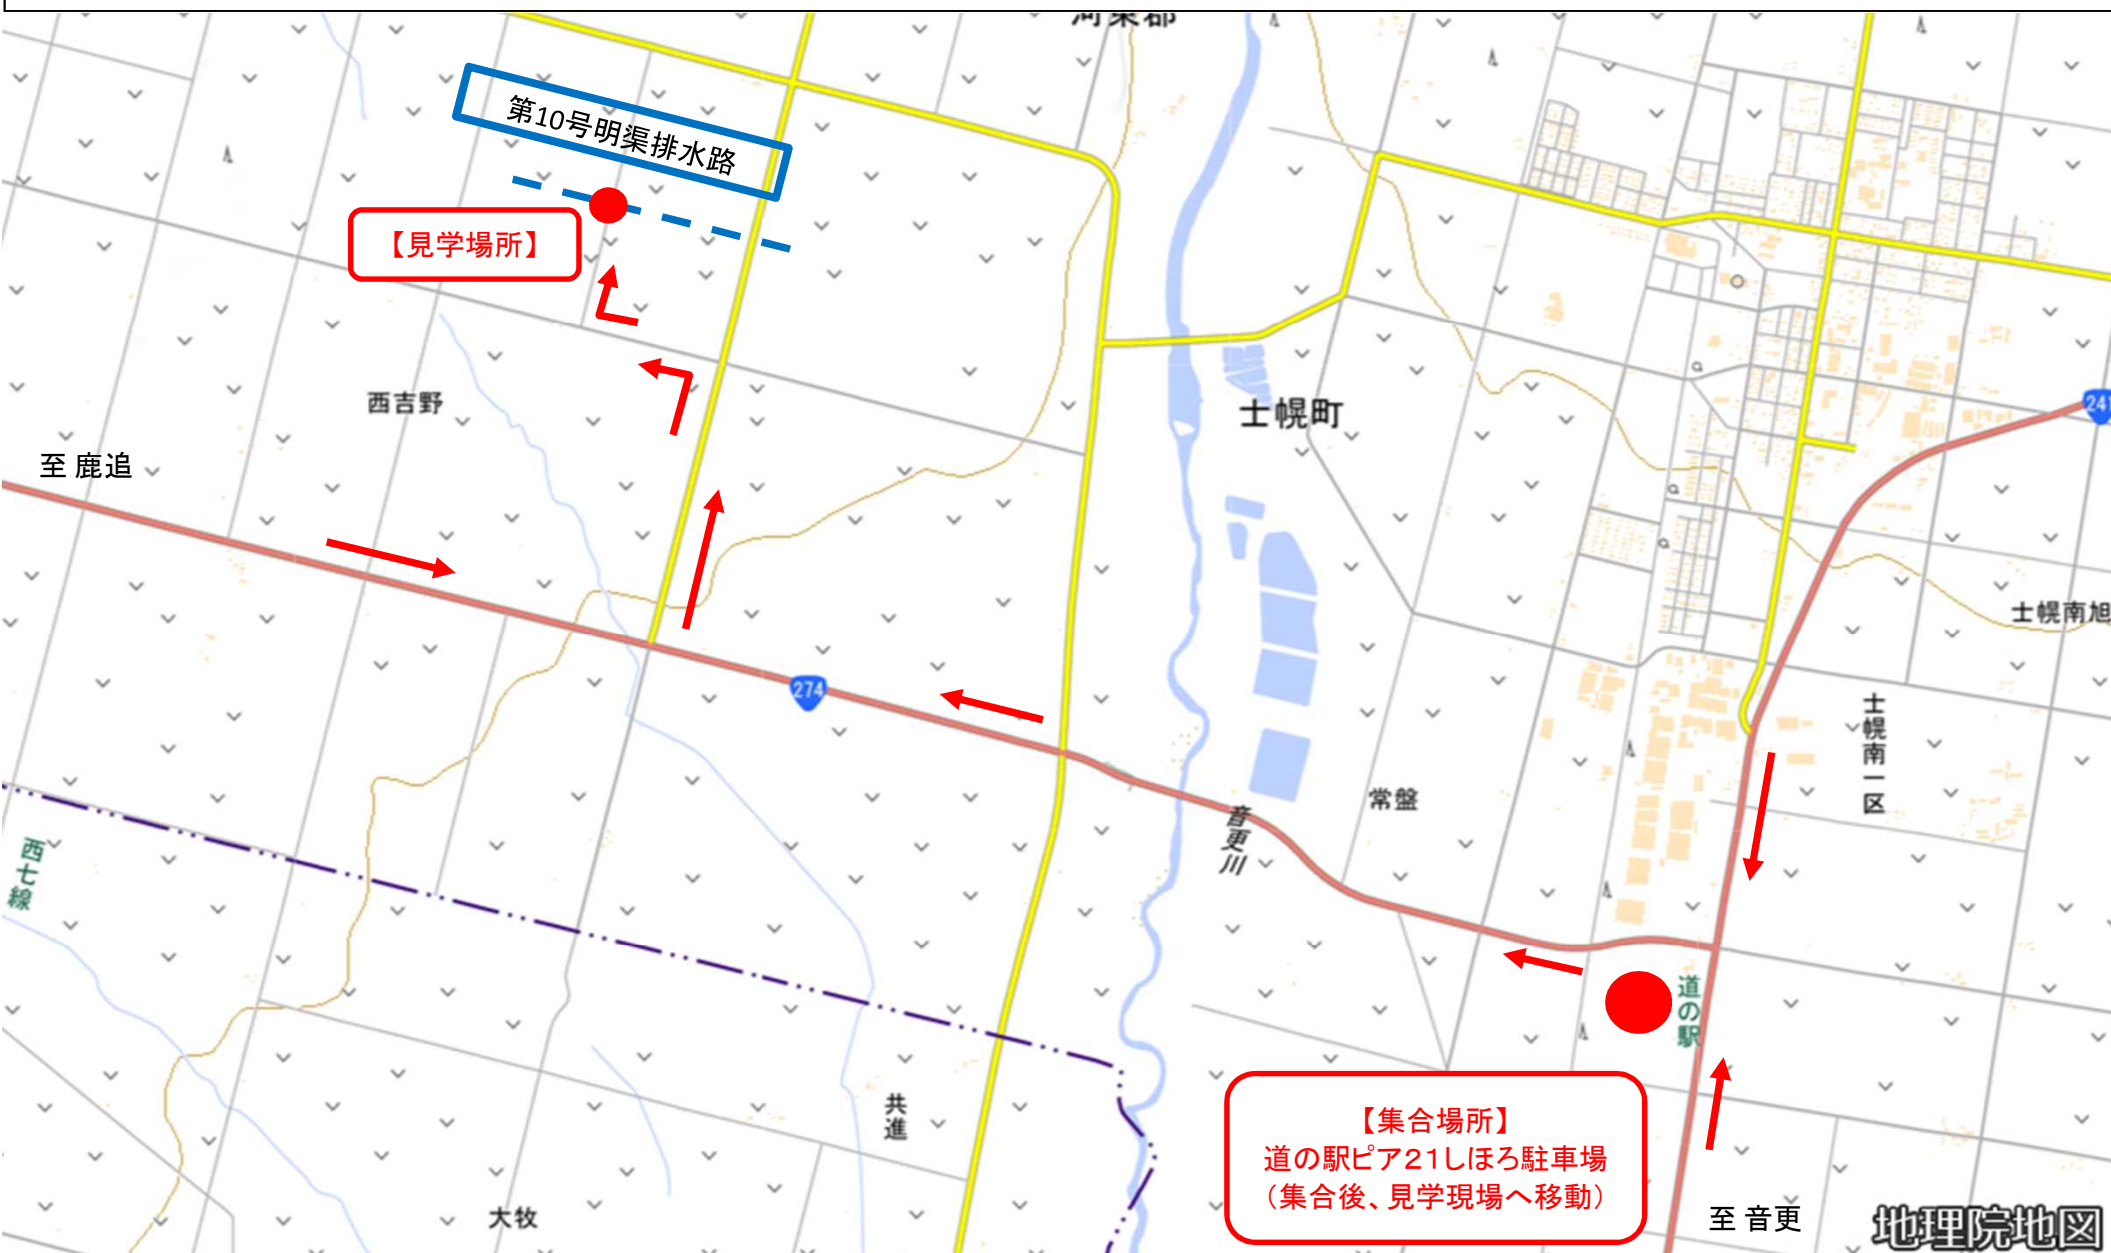 河東郡
第10号明渠排水路
【見学場所】
西吉野
士幌町
241
至 鹿追
士幌南旭
274
士幌南一区
常盤
音更川
西七線
道の駅
共進
【集合場所】
道の駅ピア21しほろ駐車場
（集合後、見学現場へ移動）
大牧
至 音更
地理院地図